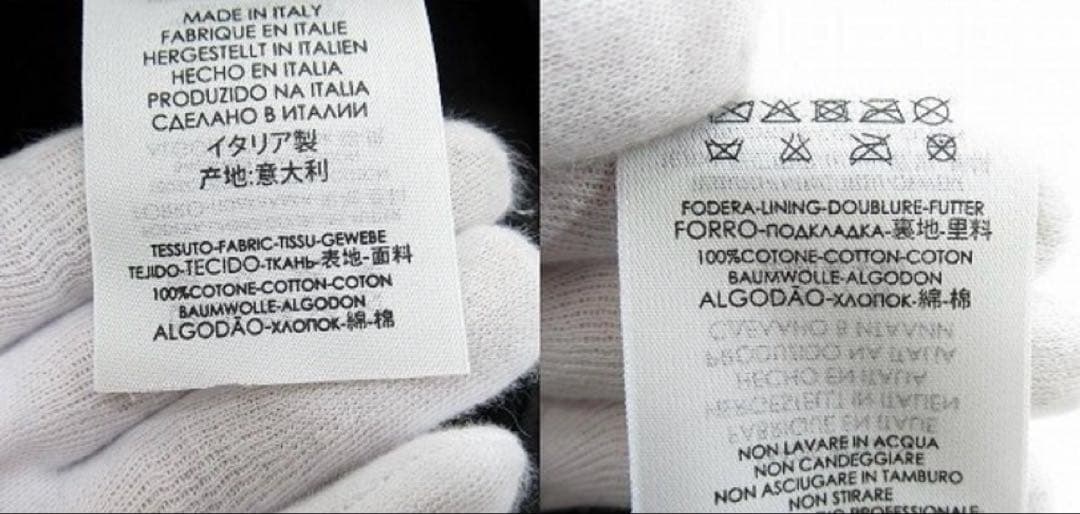 MADE IN ITALY
FABRIQUE EN ITALIE
HERGESTELLT IN ITALIEN
HECHO EN ITALIA
PRODUZIDO NA ITALIA
СДЕЛАНО В ИТАЛИИ
イタリア製
产地:意大利
TESSUTO-FABRIC-TISSU-GEWEBE
TEJIDO-TECIDO-ТКАНЬ-表地-面料
100%COTONE-COTTON-COTON
BAUMWOLLE-ALGODON
ALGODÃO-ХЛОПОК-綿-棉
FODERA-LINING-DOUBLURE-FUTTER
FORRO-ПОДКЛАДКА-裏地-里料
100%COTONE-COTTON-COTON
BAUMWOLLE-ALGODON
ALGODÃO-ХЛОПОК-綿-棉
NON LAVARE IN ACQUA
NON CANDEGGIARE
NON ASCIUGARE IN TAMBURO
NON STIRARE
PROFESSIONALE